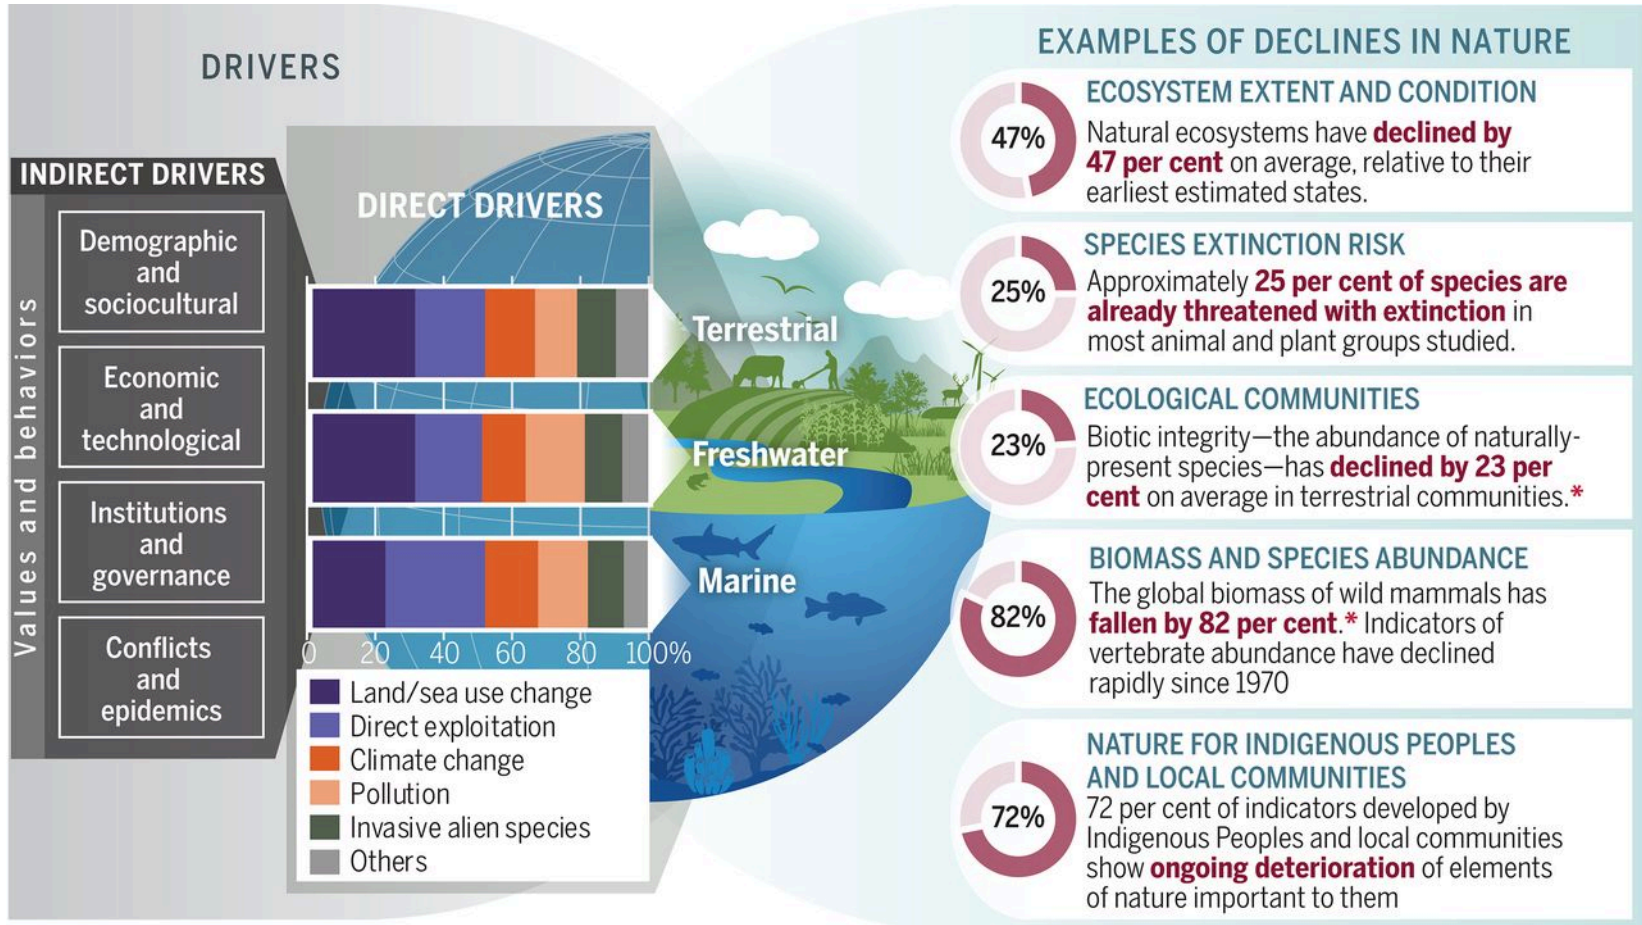 DRIVERS
INDIRECT DRIVERS
Values and behaviors
Demographic
and
sociocultural
Economic
and
technological
Institutions
and
governance
Conflicts
and
epidemics
DIRECT DRIVERS
Terrestrial
Freshwater
Marine
0 20 40 60 80 100%
Land/sea use change
Direct exploitation
Climate change
Pollution
Invasive alien species
Others
EXAMPLES OF DECLINES IN NATURE
47%
ECOSYSTEM EXTENT AND CONDITION
Natural ecosystems have declined by
47 per cent on average, relative to their
earliest estimated states.
25%
SPECIES EXTINCTION RISK
Approximately 25 per cent of species are
already threatened with extinction in
most animal and plant groups studied.
23%
ECOLOGICAL COMMUNITIES
Biotic integrity—the abundance of naturally-
present species—has declined by 23 per
cent on average in terrestrial communities.*
82%
BIOMASS AND SPECIES ABUNDANCE
The global biomass of wild mammals has
fallen by 82 per cent.* Indicators of
vertebrate abundance have declined
rapidly since 1970
72%
NATURE FOR INDIGENOUS PEOPLES
AND LOCAL COMMUNITIES
72 per cent of indicators developed by
Indigenous Peoples and local communities
show ongoing deterioration of elements
of nature important to them